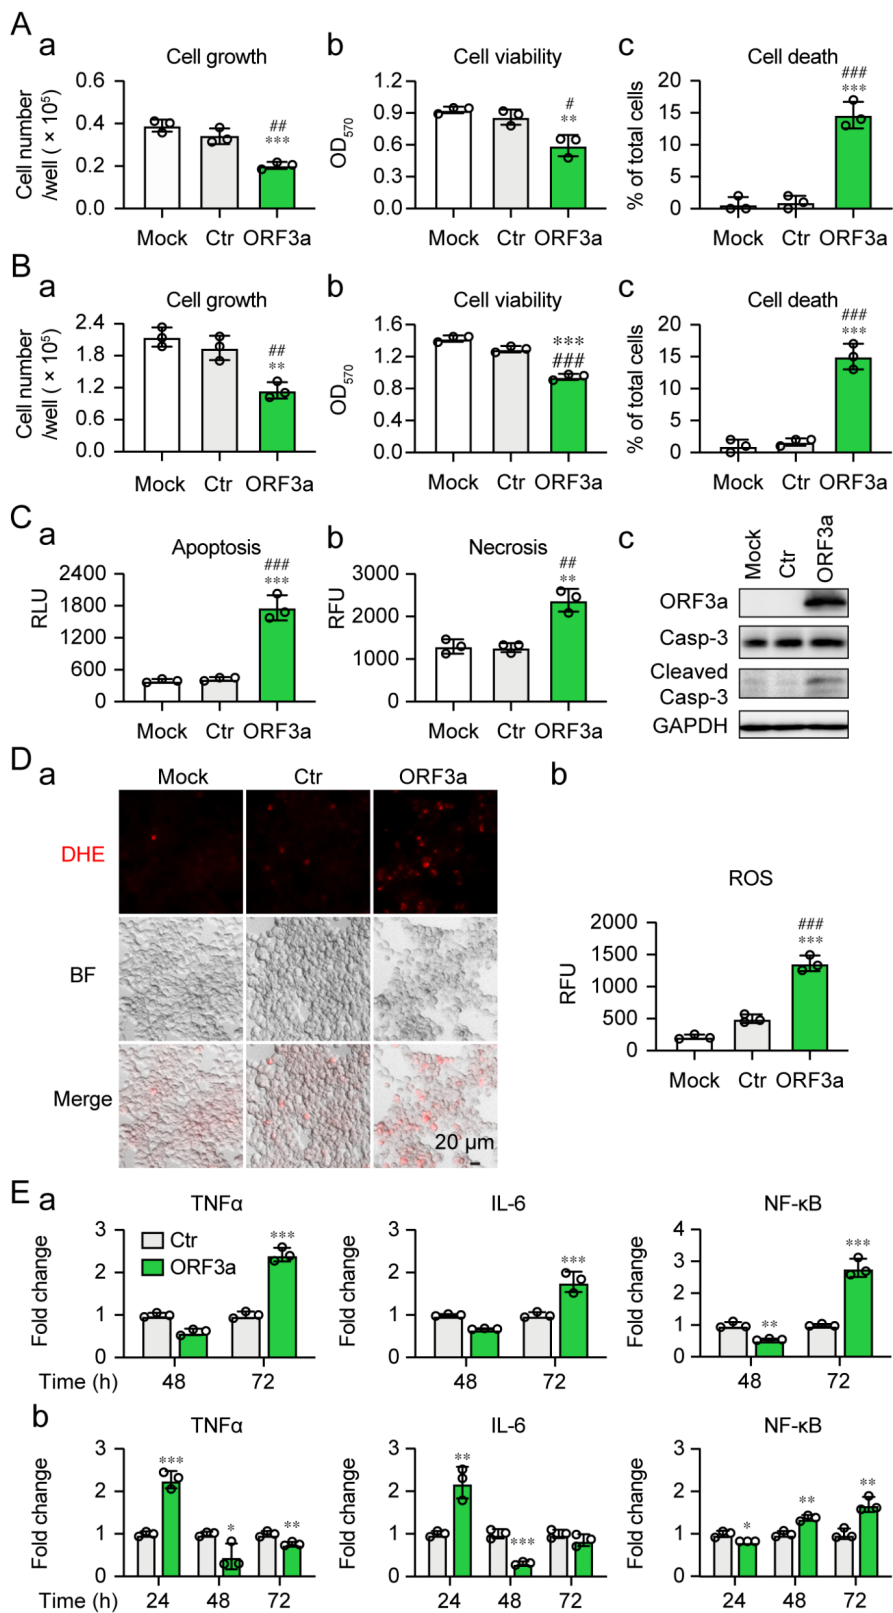 A
a
Cell growth
Cell number
/well ( × 10⁵)
0.6
0.4
0.2
0.0
##
***
Mock Ctr ORF3a
b
Cell viability
OD₅₇₀
1.2
0.9
0.6
0.3
0.0
#
**
Mock Ctr ORF3a
c
Cell death
% of total cells
20
15
10
5
0
###
***
Mock Ctr ORF3a
B
a
Cell growth
Cell number
/well ( × 10⁵)
2.4
1.8
1.2
0.6
0.0
##
**
Mock Ctr ORF3a
b
Cell viability
OD₅₇₀
1.6
1.2
0.8
0.4
0.0
***
###
Mock Ctr ORF3a
c
Cell death
% of total cells
20
15
10
5
0
###
***
Mock Ctr ORF3a
C
a
Apoptosis
RLU
2400
1800
1200
600
0
###
***
Mock Ctr ORF3a
b
Necrosis
RFU
3000
2000
1000
0
##
**
Mock Ctr ORF3a
c
Mock Ctr ORF3a
ORF3a
Casp-3
Cleaved
Casp-3
GAPDH
D
a
Mock Ctr ORF3a
DHE
BF
Merge
20 μm
b
ROS
RFU
2000
1500
1000
500
0
###
***
Mock Ctr ORF3a
E
a
TNFα
Fold change
3
2
1
0
Ctr
ORF3a
***
Time (h) 48 72
IL-6
Fold change
3
2
1
0
***
48 72
NF-κB
Fold change
4
3
2
1
0
**
***
48 72
b
TNFα
Fold change
3
2
1
0
***
*
**
Time (h) 24 48 72
IL-6
Fold change
3
2
1
0
**
***
24 48 72
NF-κB
Fold change
3
2
1
0
*
**
**
24 48 72